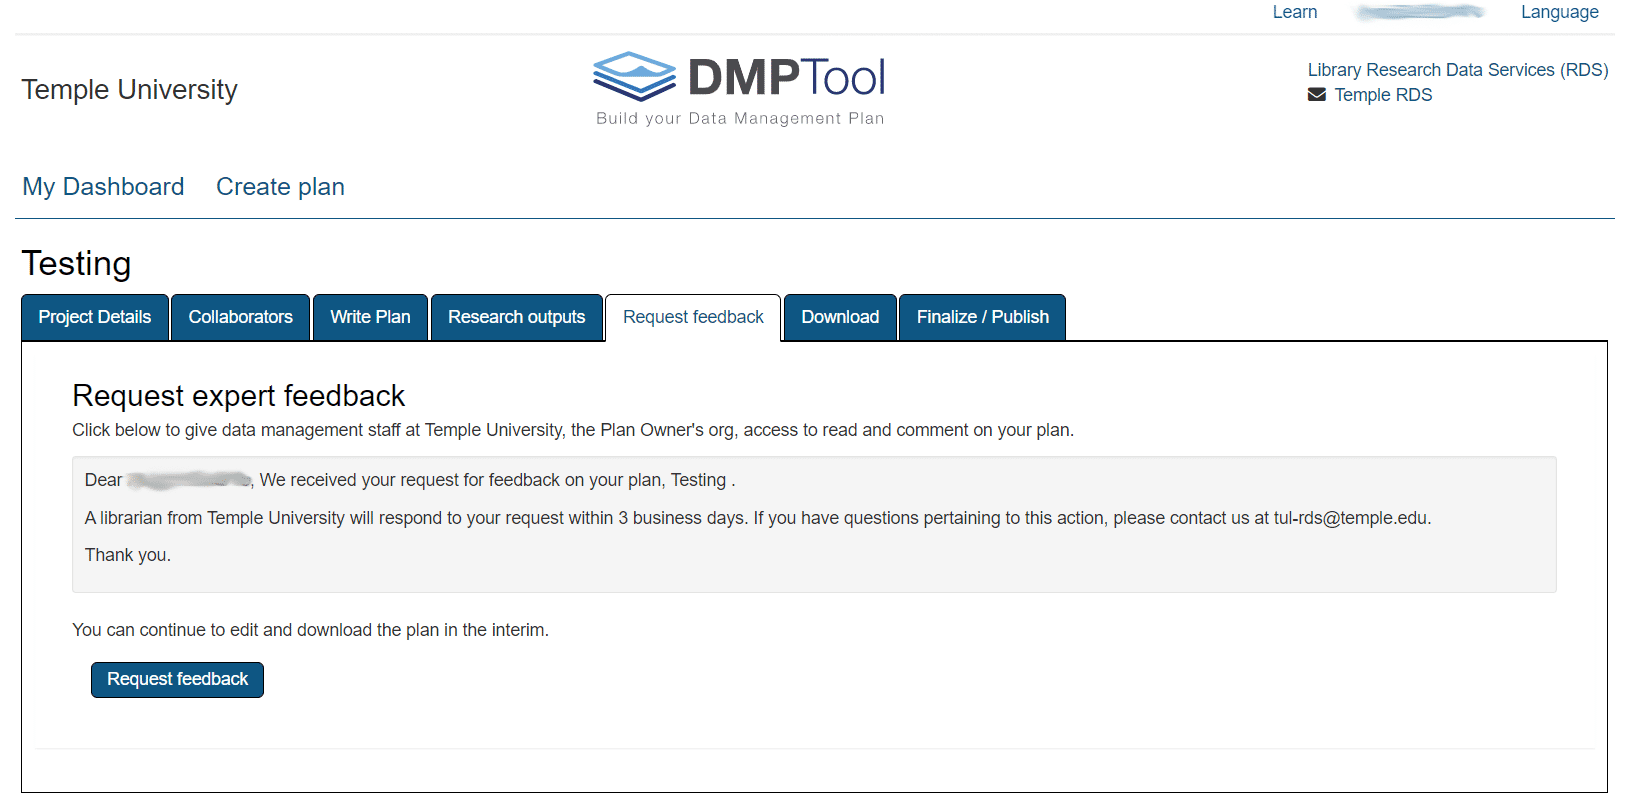 Learn Language
Temple University
DMPTool
Build your Data Management Plan
Library Research Data Services (RDS)
Temple RDS
My Dashboard Create plan
Testing
Project Details Collaborators Write Plan Research outputs Request feedback Download Finalize / Publish
Request expert feedback
Click below to give data management staff at Temple University, the Plan Owner's org, access to read and comment on your plan.
Dear , We received your request for feedback on your plan, Testing .
A librarian from Temple University will respond to your request within 3 business days. If you have questions pertaining to this action, please contact us at tul-rds@temple.edu.
Thank you.
You can continue to edit and download the plan in the interim.
Request feedback